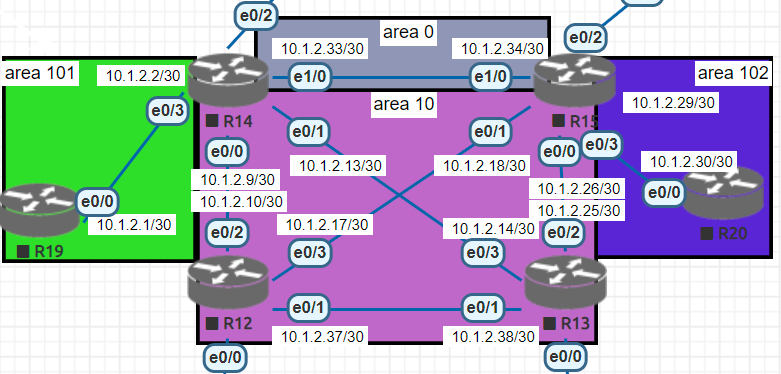 e0/2
area 0
e0/2
area 101
10.1.2.2/30
10.1.2.33/30
10.1.2.34/30
area 102
e1/0
e1/0
e0/3
area 10
10.1.2.29/30
R14
e0/1
e0/1
R15
e0/0
e0/0
e0/3
10.1.2.13/30
10.1.2.18/30
10.1.2.30/30
10.1.2.9/30
10.1.2.26/30
e0/0
e0/0
10.1.2.10/30
10.1.2.25/30
10.1.2.1/30
10.1.2.17/30
10.1.2.14/30
e0/2
e0/2
R20
R19
e0/3
e0/3
e0/1
e0/1
R12
R13
10.1.2.37/30
10.1.2.38/30
e0/0
e0/0